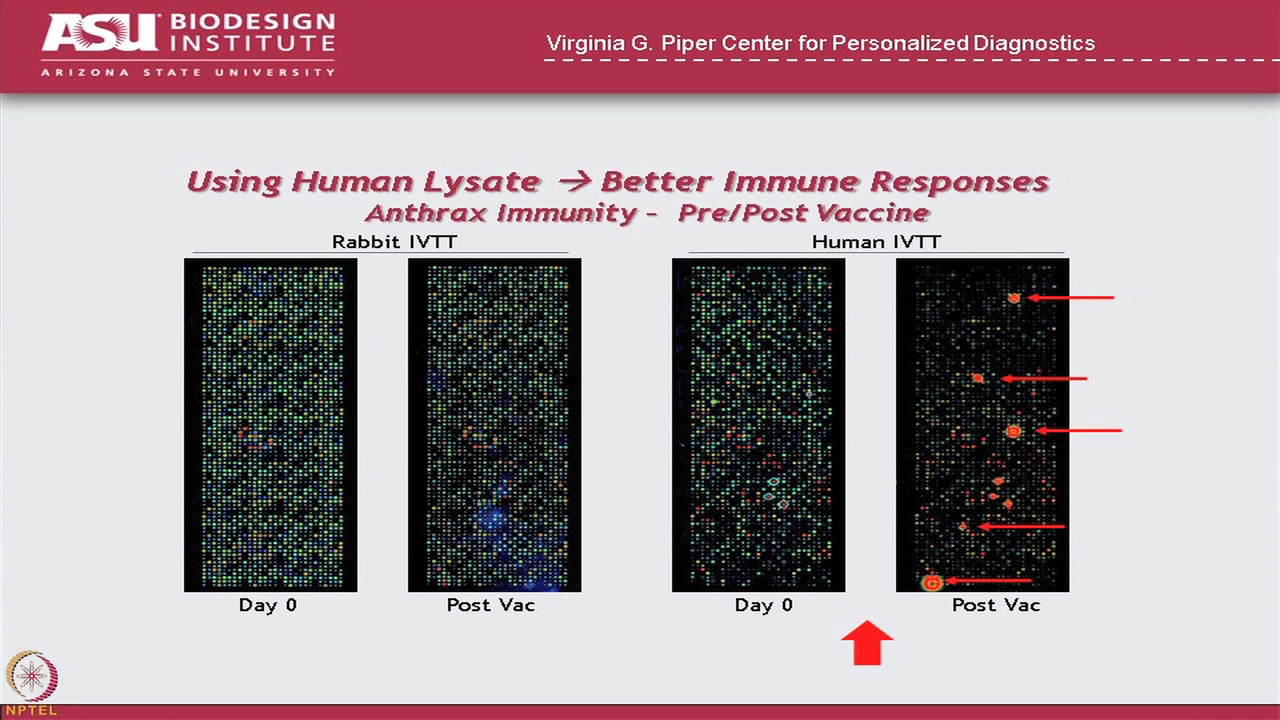 ASU BIODESIGN
INSTITUTE
ARIZONA STATE UNIVERSITY
Virginia G. Piper Center for Personalized Diagnostics
Using Human Lysate → Better Immune Responses
Anthrax Immunity - Pre/Post Vaccine
Rabbit IVTT
Human IVTT
Day 0
Post Vac
Day 0
Post Vac
NPTEL